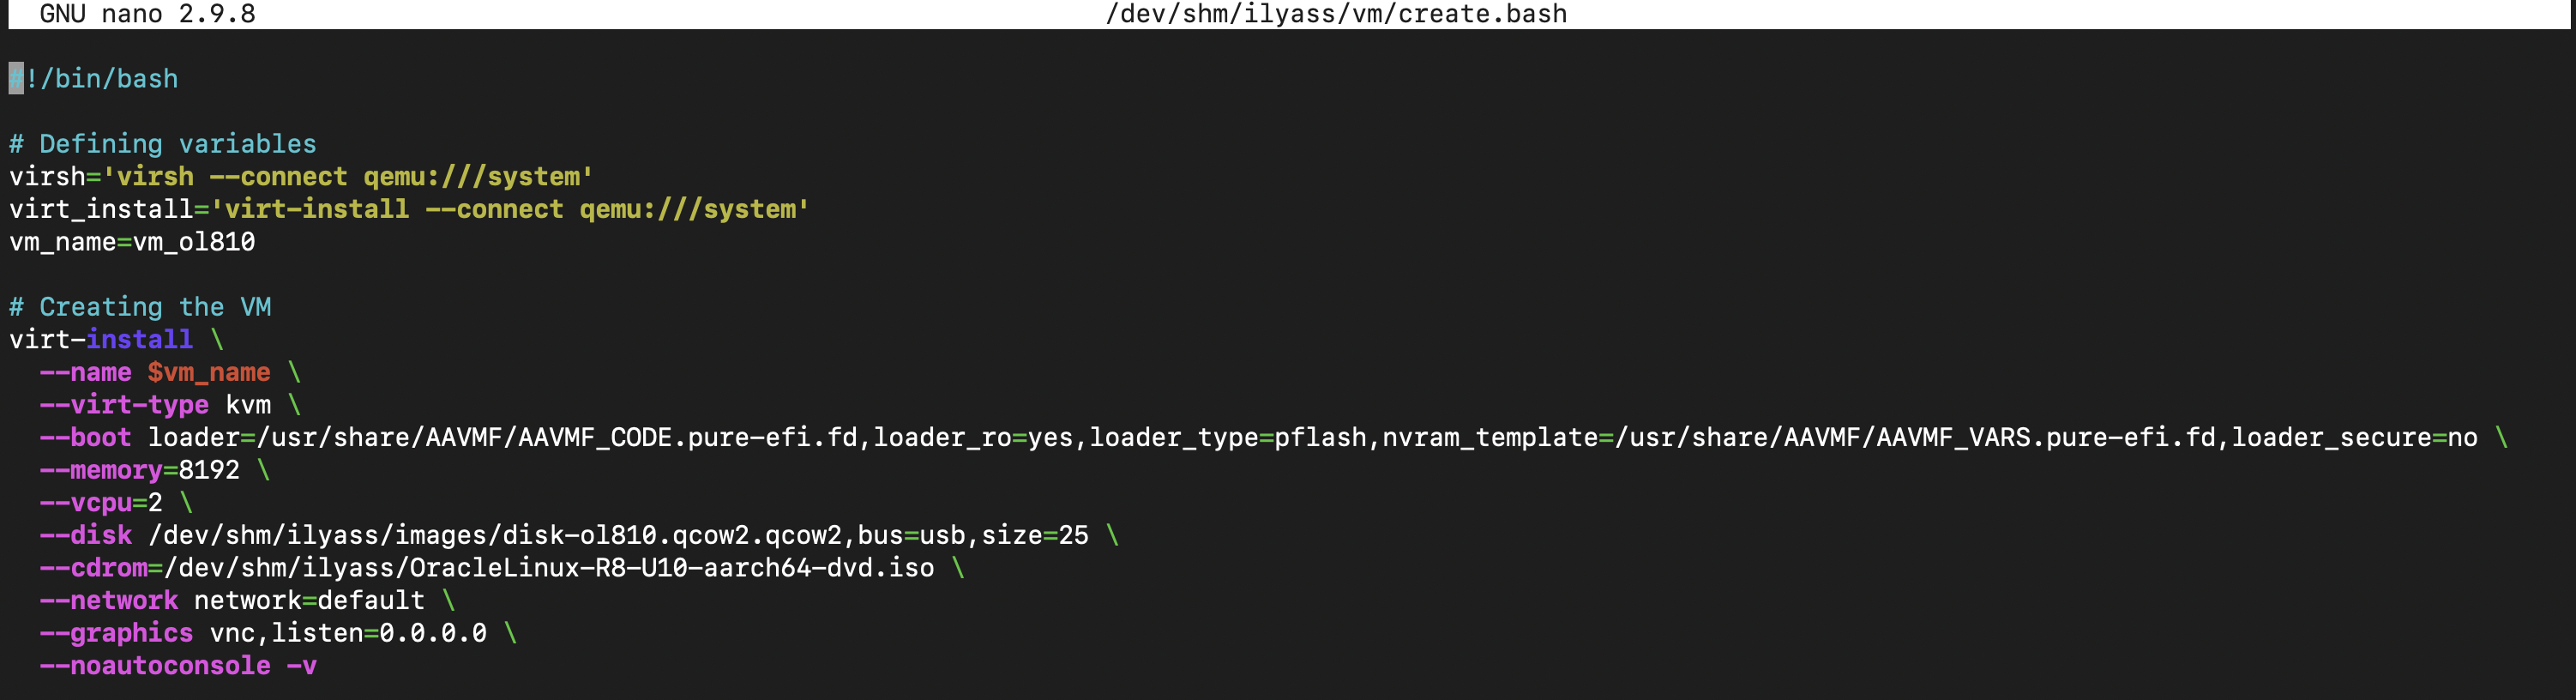 GNU nano 2.9.8 /dev/shm/ilyass/vm/create.bash
#!/bin/bash
# Defining variables
virsh='virsh --connect qemu:///system'
virt_install='virt-install --connect qemu:///system'
vm_name=vm_ol810
# Creating the VM
virt-install \
--name $vm_name \
--virt-type kvm \
--boot loader=/usr/share/AAVMF/AAVMF_CODE.pure-efi.fd,loader_ro=yes,loader_type=pflash,nvram_template=/usr/share/AAVMF/AAVMF_VARS.pure-efi.fd,loader_secure=no \
--memory=8192 \
--vcpu=2 \
--disk /dev/shm/ilyass/images/disk-ol810.qcow2.qcow2,bus=usb,size=25 \
--cdrom=/dev/shm/ilyass/OracleLinux-R8-U10-aarch64-dvd.iso \
--network network=default \
--graphics vnc,listen=0.0.0.0 \
--noautoconsole -v